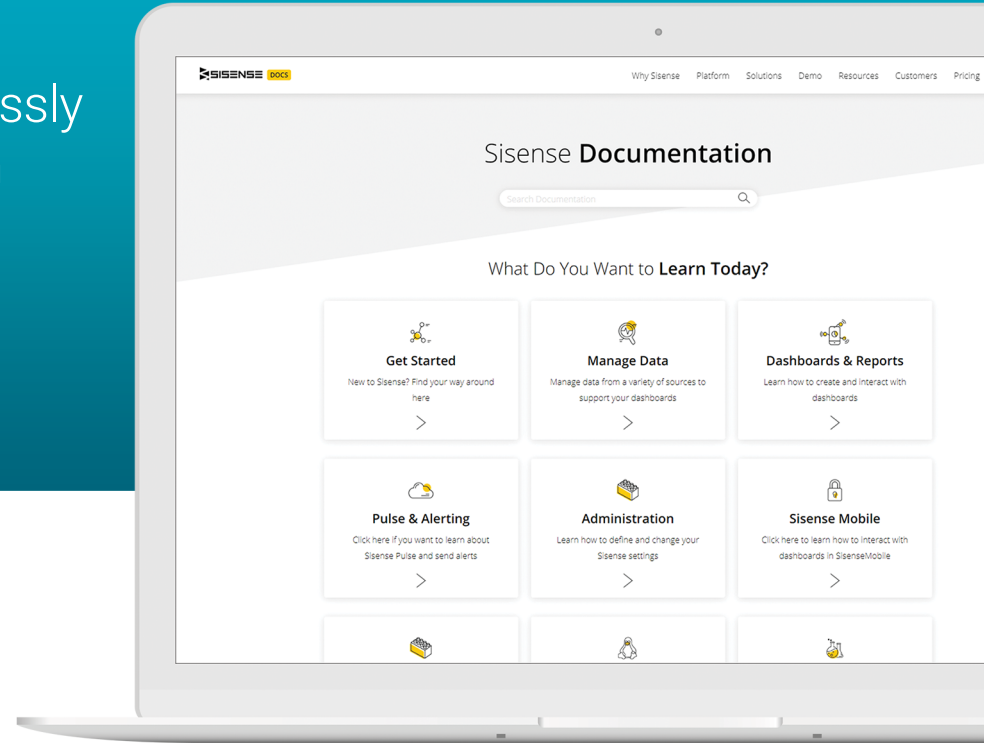 ssly
SISENSE DOCS
Why Sisense Platform Solutions Demo Resources Customers Pricing
Sisense Documentation
Search Documentation
What Do You Want to Learn Today?
Get Started
New to Sisense? Find your way around
here
Manage Data
Manage data from a variety of sources to
support your dashboards
Dashboards & Reports
Learn how to create and interact with
dashboards
Pulse & Alerting
Click here if you want to learn about
Sisense Pulse and send alerts
Administration
Learn how to define and change your
Sisense settings
Sisense Mobile
Click here to learn how to interact with
dashboards in SisenseMobile